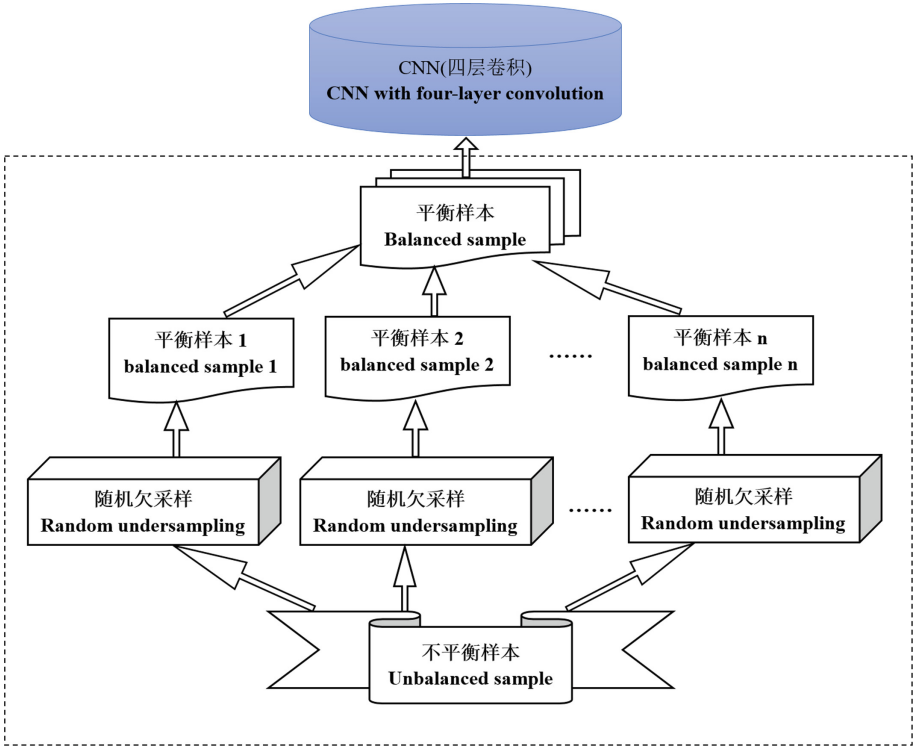 CNN(四层卷积)
CNN with four-layer convolution
平衡样本
Balanced sample
平衡样本 1
balanced sample 1
平衡样本 2
balanced sample 2
······
平衡样本 n
balanced sample n
随机欠采样
Random undersampling
随机欠采样
Random undersampling
······
随机欠采样
Random undersampling
不平衡样本
Unbalanced sample